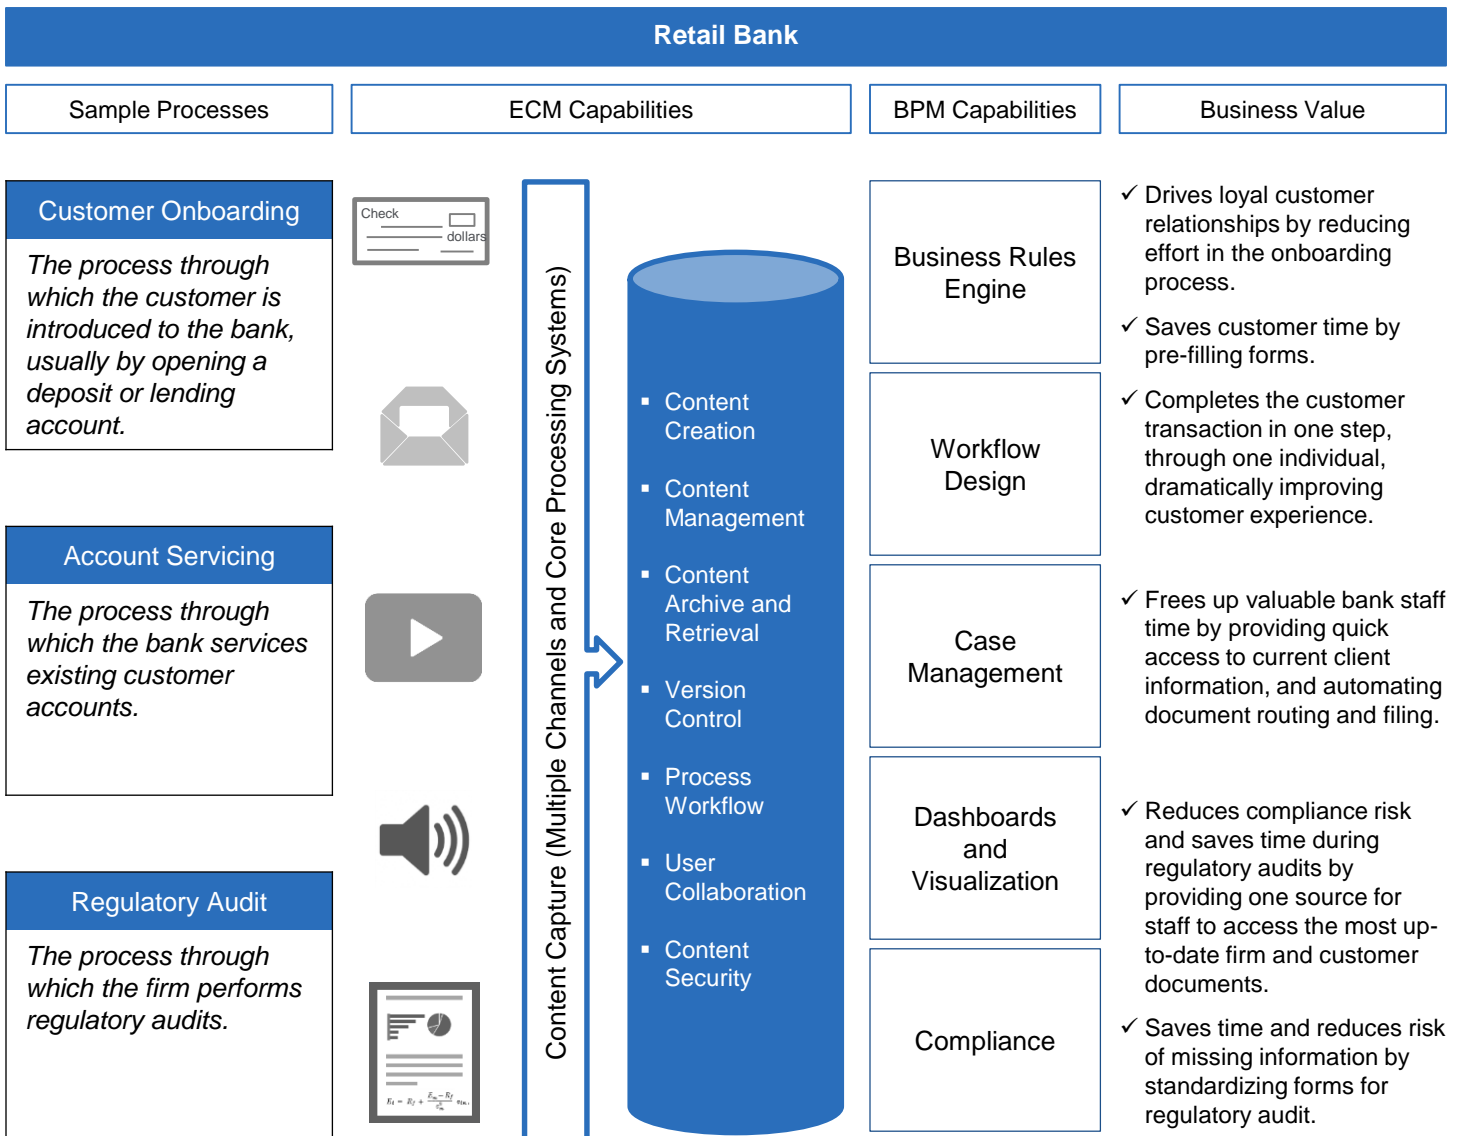 Retail Bank
Sample Processes
ECM Capabilities
BPM Capabilities
Business Value
Customer Onboarding
The process through
which the customer is
introduced to the bank,
usually by opening a
deposit or lending
account.
Account Servicing
The process through
which the bank services
existing customer
accounts.
Regulatory Audit
The process through
which the firm performs
regulatory audits.
Check
dollars
Content Capture (Multiple Channels and Core Processing Systems)
▪ Content
Creation
▪ Content
Management
▪ Content
Archive and
Retrieval
▪ Version
Control
▪ Process
Workflow
▪ User
Collaboration
▪ Content
Security
Business Rules
Engine
Workflow
Design
Case
Management
Dashboards
and
Visualization
Compliance
✓ Drives loyal customer
relationships by reducing
effort in the onboarding
process.
✓ Saves customer time by
pre-filling forms.
✓ Completes the customer
transaction in one step,
through one individual,
dramatically improving
customer experience.
✓ Frees up valuable bank staff
time by providing quick
access to current client
information, and automating
document routing and filing.
✓ Reduces compliance risk
and saves time during
regulatory audits by
providing one source for
staff to access the most up-
to-date firm and customer
documents.
✓ Saves time and reduces risk
of missing information by
standardizing forms for
regulatory audit.